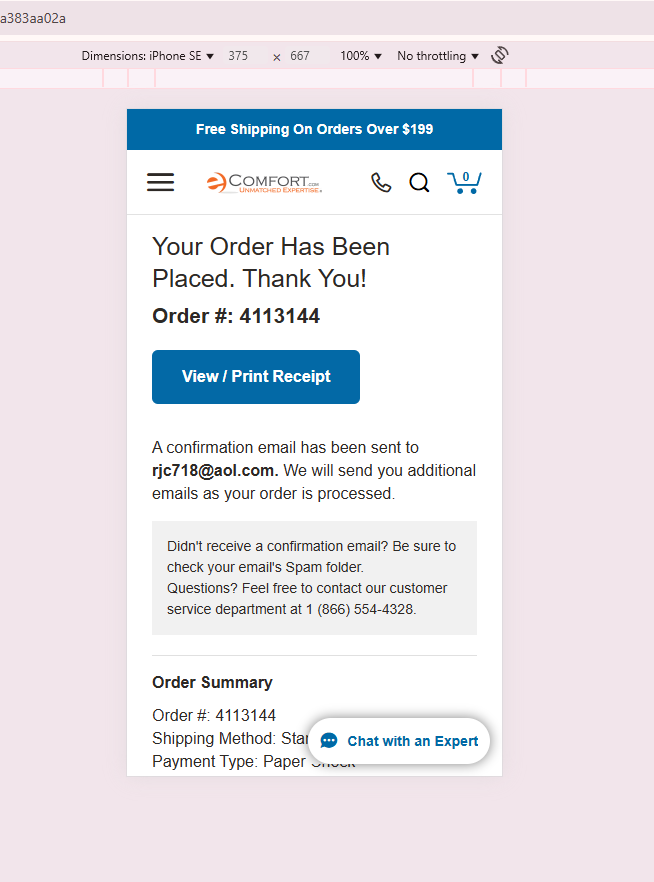 a383aa02a
Dimensions: iPhone SE ▼ 375 × 667 100% ▼ No throttling ▼
Free Shipping On Orders Over $199
eComfort.com
Unmatched Expertise
0
Your Order Has Been
Placed. Thank You!
Order #: 4113144
View / Print Receipt
A confirmation email has been sent to
rjc718@aol.com. We will send you additional
emails as your order is processed.
Didn't receive a confirmation email? Be sure to
check your email's Spam folder.
Questions? Feel free to contact our customer
service department at 1 (866) 554-4328.
Order Summary
Order #: 4113144
Shipping Method:
Chat with an Expert
Payment Type: Paper